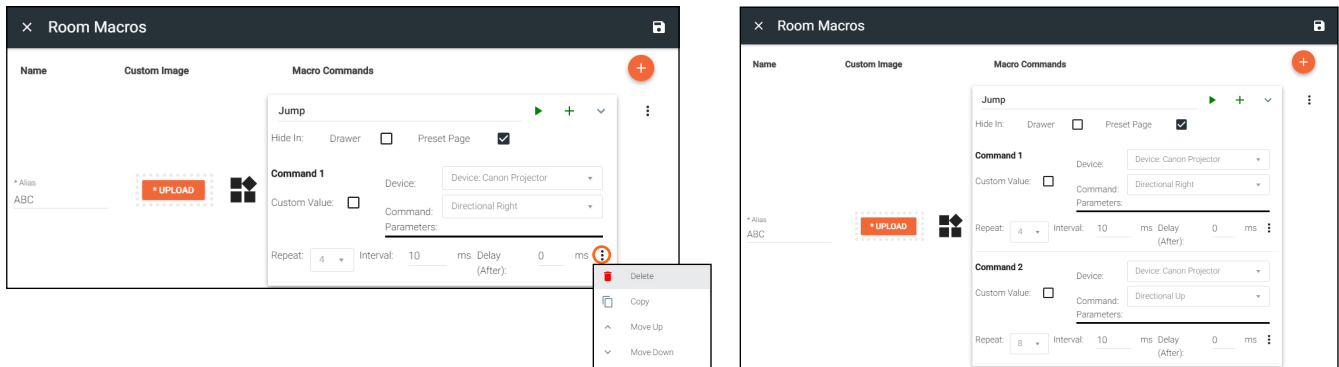 Room Macros
Name Custom Image Macro Commands
Jump
Hide In: Drawer Preset Page
Command 1
Device: Device: Canon Projector
Custom Value:
Command: Directional Right
Parameters:
* Alias
ABC
* UPLOAD
Repeat: 4 Interval: 10 ms Delay (After): 0 ms
Delete
Copy
Move Up
Move Down
Room Macros
Name Custom Image Macro Commands
Jump
Hide In: Drawer Preset Page
Command 1
Device: Device: Canon Projector
Custom Value:
Command: Directional Right
Parameters:
* Alias
ABC
* UPLOAD
Repeat: 4 Interval: 10 ms Delay (After): 0 ms
Command 2
Device: Device: Canon Projector
Custom Value:
Command: Directional Up
Parameters:
Repeat: 8 Interval: 10 ms Delay (After): 0 ms